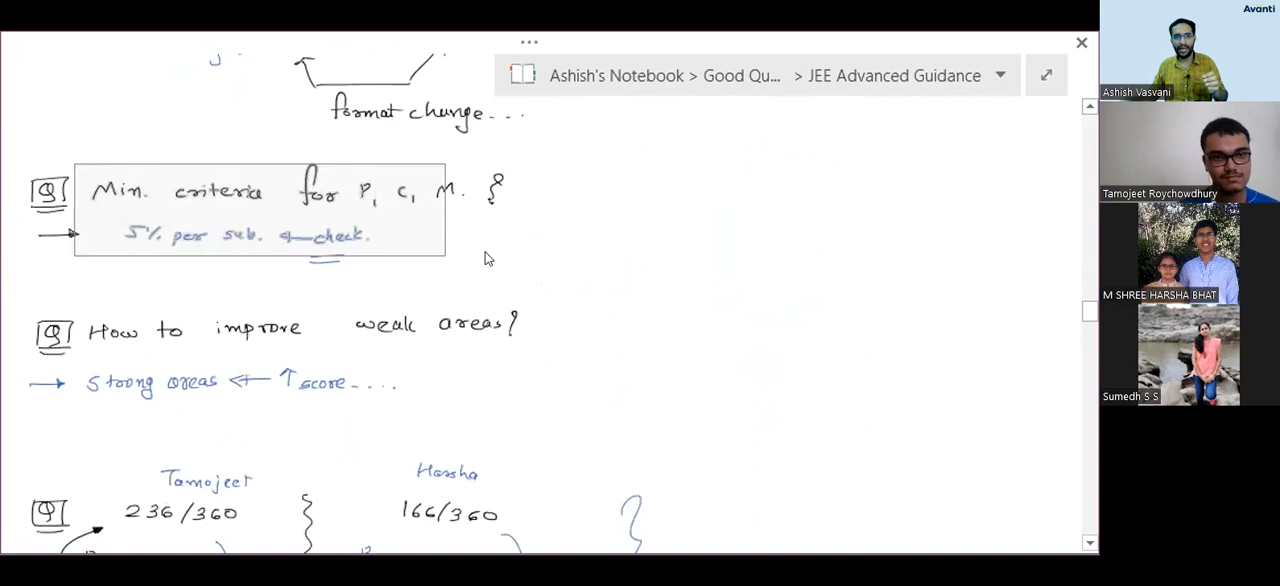 format change...
Ashish's Notebook > Good Qu... > JEE Advanced Guidance
Q Min. criteria for P, C, M. {
→ 5% per sub. ← check.
Q How to improve weak areas?
→ Strong areas ← ↑ score....
Tamojeet Harsha
Q 236/360 } 166/360 }
Avanti
Ashish Vasvani
Tamojeet Roychowdhury
M SHREE HARSHA BHAT
Sumedh S S